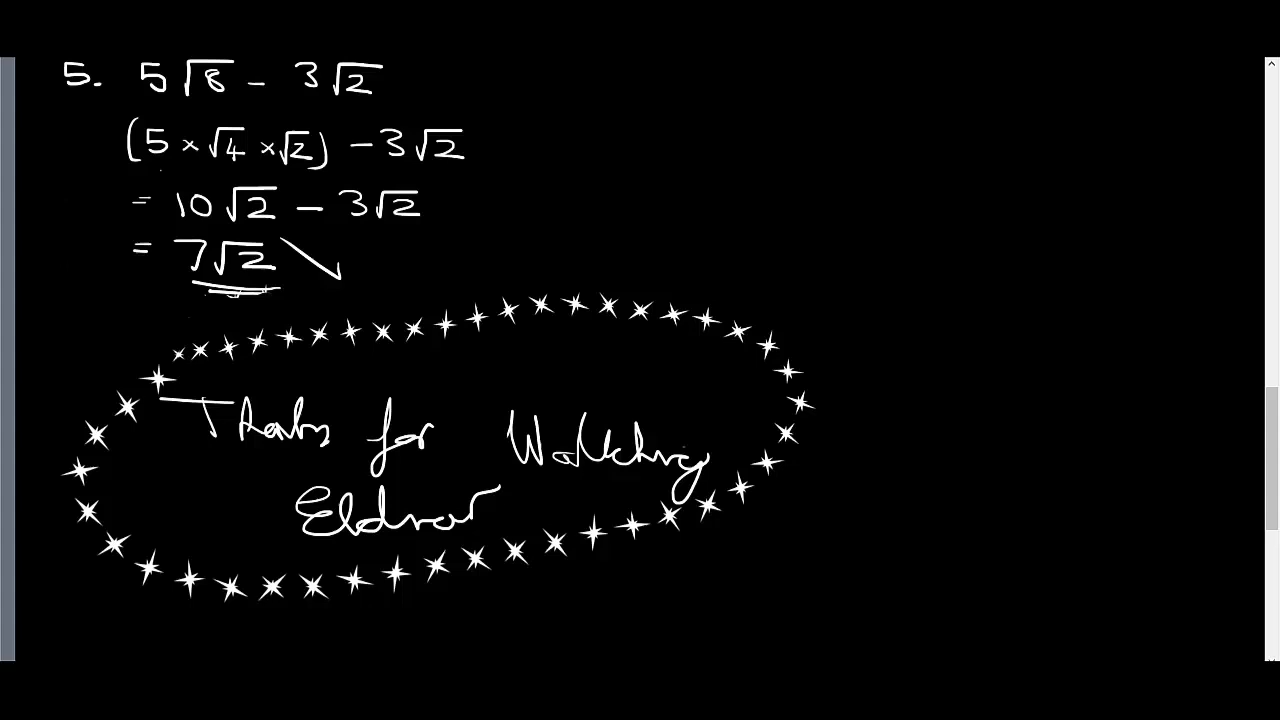 5. 5√8 - 3√2
(5 × √4 × √2) - 3√2
= 10√2 - 3√2
= 7√2
Thanks for Watching